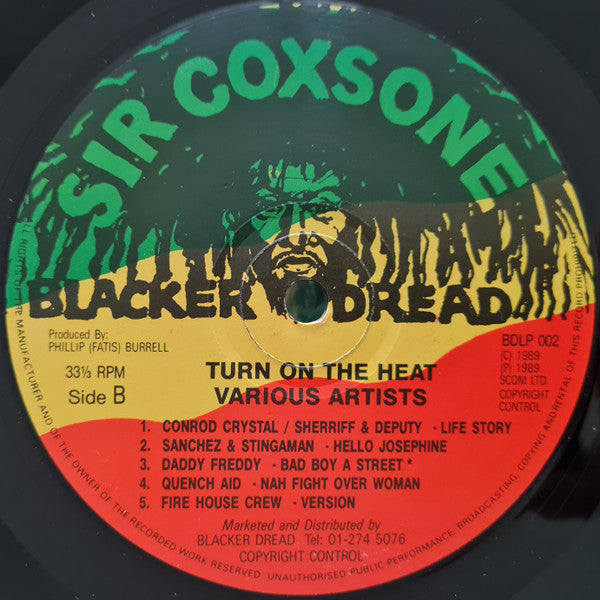 SIR COXSONE
BLACKER DREAD
Produced By:
PHILLIP (FATIS) BURRELL
33⅓ RPM
Side B
BDLP 002
(C) 1989
(P) 1989
SCOM LTD
COPYRIGHT
CONTROL
TURN ON THE HEAT
VARIOUS ARTISTS
1. CONROD CRYSTAL / SHERRIFF & DEPUTY · LIFE STORY
2. SANCHEZ & STINGAMAN · HELLO JOSEPHINE
3. DADDY FREDDY · BAD BOY A STREET *
4. QUENCH AID · NAH FIGHT OVER WOMAN
5. FIRE HOUSE CREW · VERSION
Marketed and Distributed by
BLACKER DREAD Tel: 01-274 5076
COPYRIGHT CONTROL
ALL RIGHTS OF THE MANUFACTURER AND OF THE OWNER OF THE RECORDED WORK RESERVED. UNAUTHORISED PUBLIC PERFORMANCE, BROADCASTING, COPYING AND RENTAL OF THIS RECORD PROHIBITED